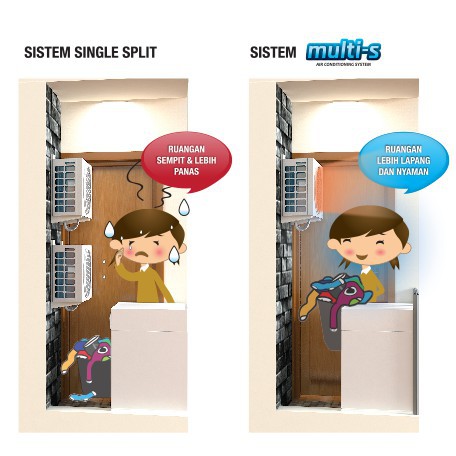 SISTEM SINGLE SPLIT
SISTEM multi-s
AIR CONDITIONING SYSTEM
RUANGAN
SEMPIT & LEBIH
PANAS
RUANGAN
LEBIH LAPANG
DAN NYAMAN